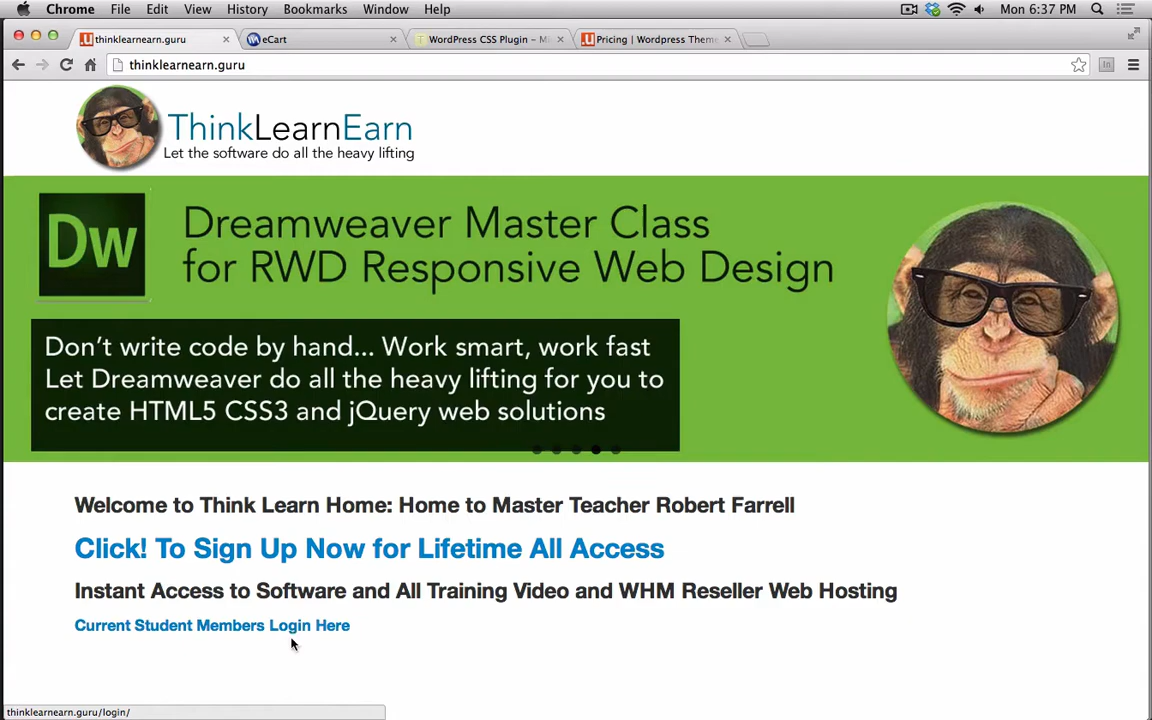 Chrome File Edit View History Bookmarks Window Help Mon 6:37 PM
thinklearnearn.guru eCart WordPress CSS Plugin – Mi Pricing | Wordpress Theme
thinklearnearn.guru
ThinkLearnEarn
Let the software do all the heavy lifting
Dw
Dreamweaver Master Class
for RWD Responsive Web Design
Don't write code by hand... Work smart, work fast
Let Dreamweaver do all the heavy lifting for you to
create HTML5 CSS3 and jQuery web solutions
Welcome to Think Learn Home: Home to Master Teacher Robert Farrell
Click! To Sign Up Now for Lifetime All Access
Instant Access to Software and All Training Video and WHM Reseller Web Hosting
Current Student Members Login Here
thinklearnearn.guru/login/